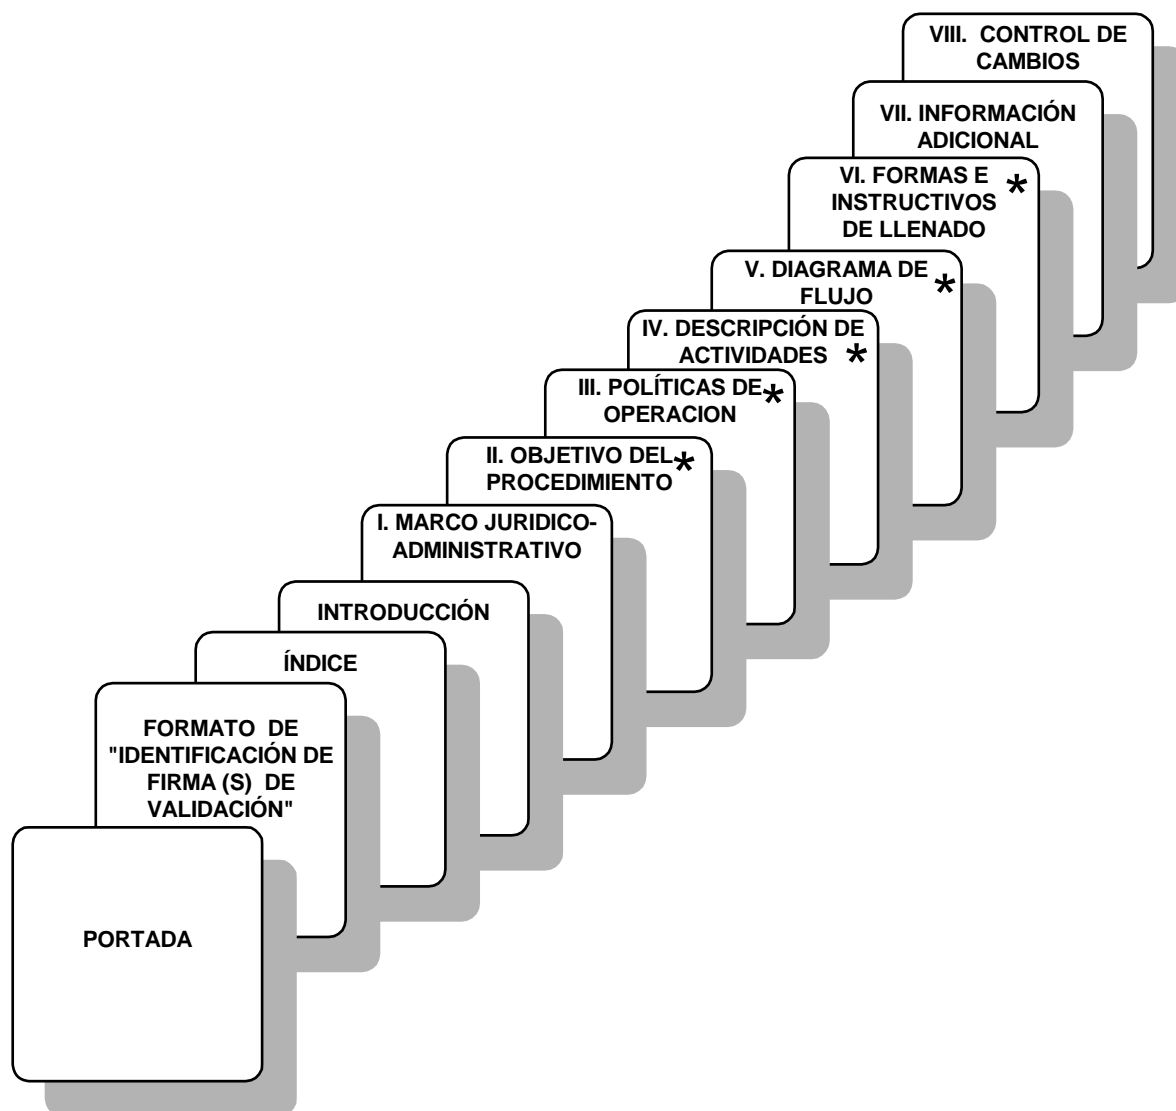 VIII.  CONTROL DE
CAMBIOS
VII. INFORMACIÓN
ADICIONAL
VI. FORMAS E
INSTRUCTIVOS
DE LLENADO
*
V. DIAGRAMA DE
FLUJO
*
IV. DESCRIPCIÓN DE
ACTIVIDADES
*
III. POLÍTICAS DE
OPERACION
*
II. OBJETIVO DEL
PROCEDIMIENTO
*
I. MARCO JURIDICO-
ADMINISTRATIVO
INTRODUCCIÓN
ÍNDICE
FORMATO  DE
"IDENTIFICACIÓN DE
FIRMA (S)  DE
VALIDACIÓN"
PORTADA